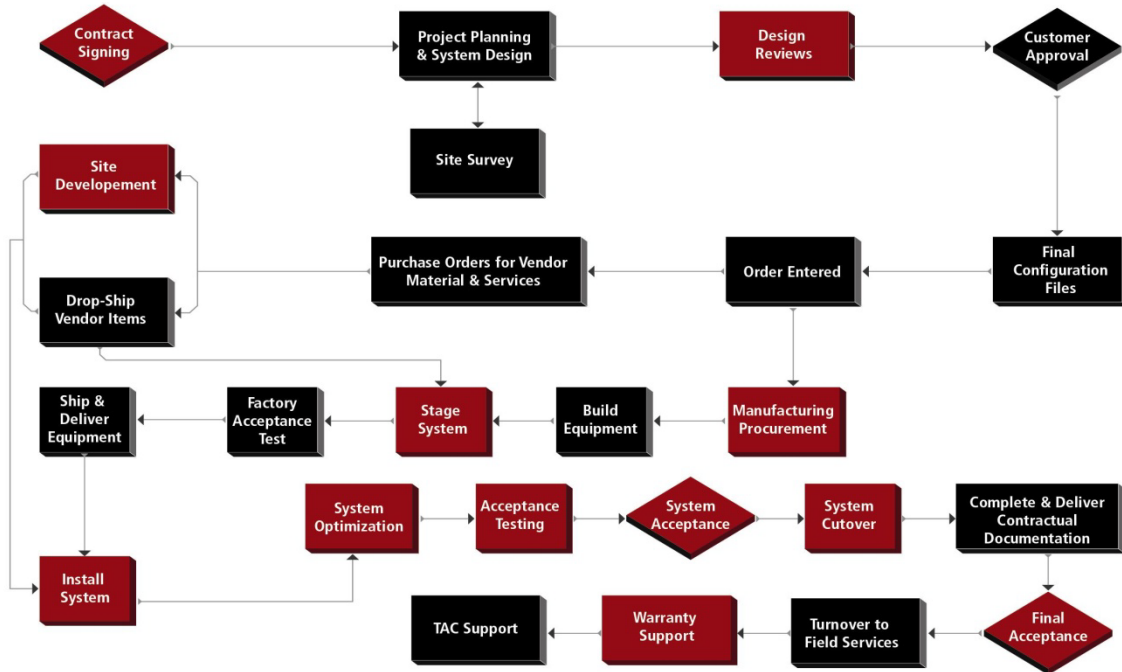 Contract
Signing
Project Planning
& System Design
Design
Reviews
Customer
Approval
Site Survey
Site
Developement
Purchase Orders for Vendor
Material & Services
Order Entered
Final
Configuration
Files
Drop-Ship
Vendor Items
Ship &
Deliver
Equipment
Factory
Acceptance
Test
Stage
System
Build
Equipment
Manufacturing
Procurement
System
Optimization
Acceptance
Testing
System
Acceptance
System
Cutover
Complete & Deliver
Contractual
Documentation
Install
System
TAC Support
Warranty
Support
Turnover to
Field Services
Final
Acceptance